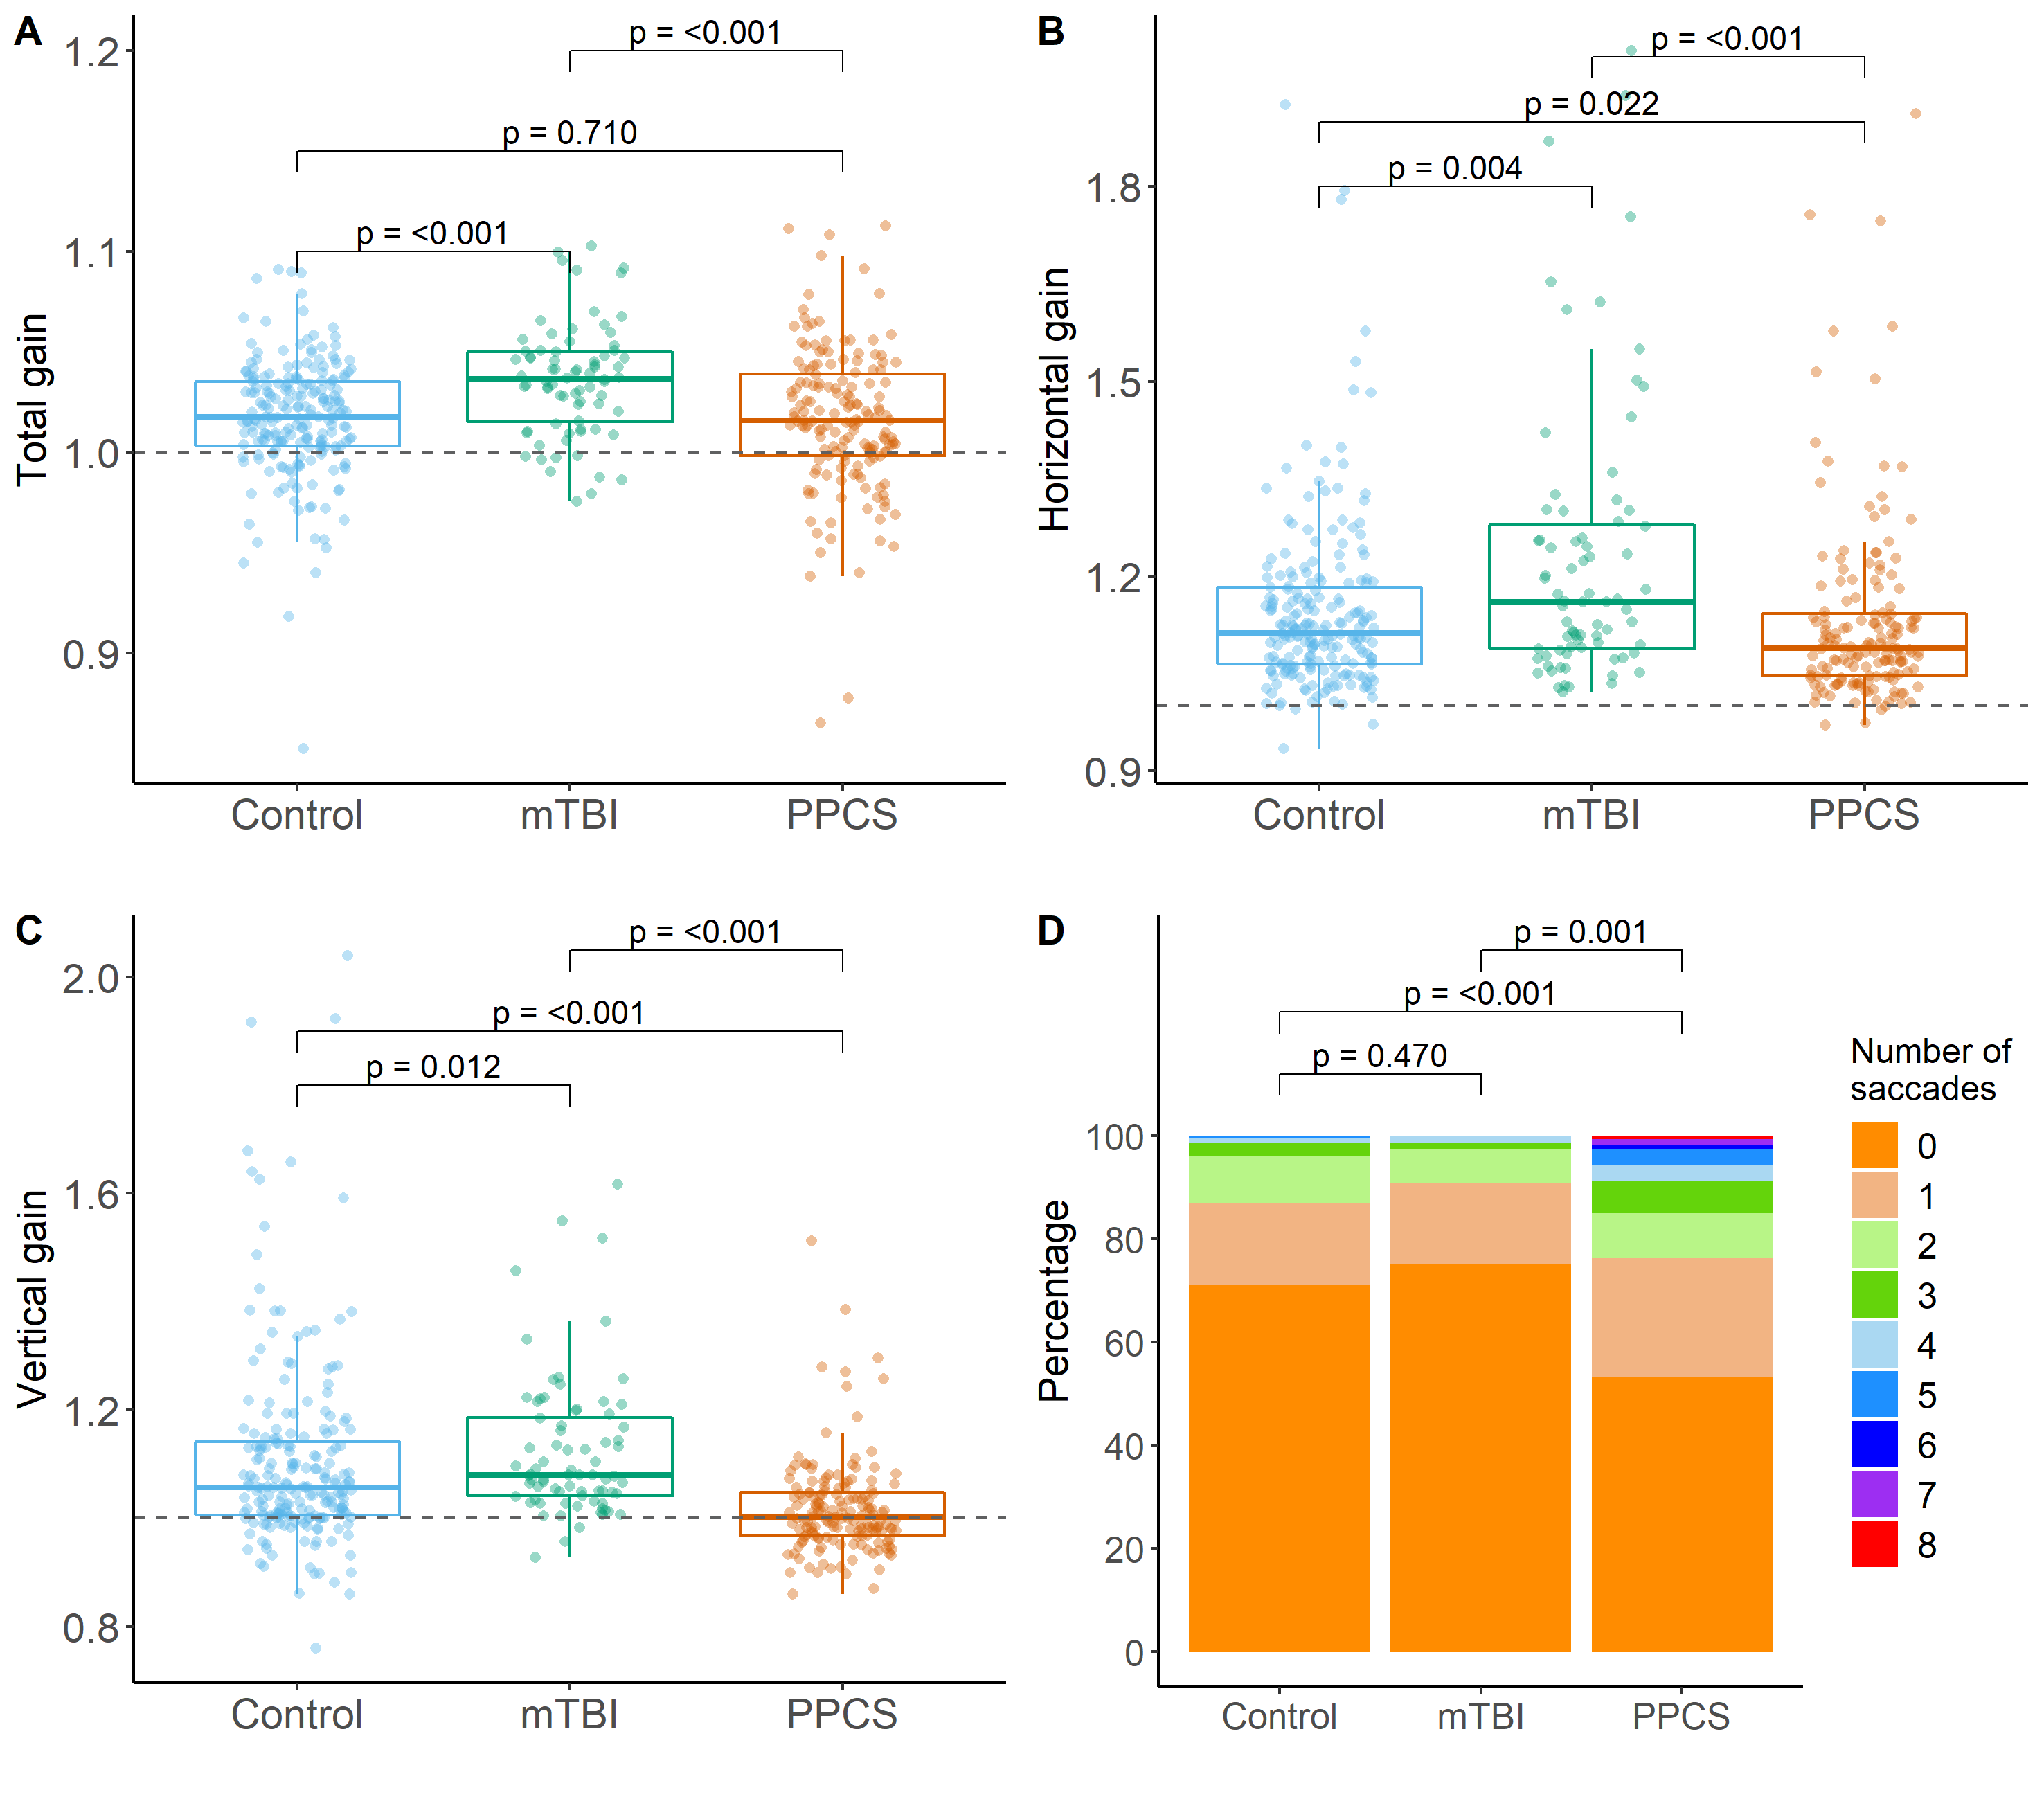 A
Total gain
1.2
1.1
1.0
0.9
p = <0.001
p = 0.710
p = <0.001
Control
mTBI
PPCS
B
Horizontal gain
1.8
1.5
1.2
0.9
p = <0.001
p = 0.022
p = 0.004
Control
mTBI
PPCS
C
Vertical gain
2.0
1.6
1.2
0.8
p = <0.001
p = <0.001
p = 0.012
Control
mTBI
PPCS
D
Percentage
100
80
60
40
20
0
p = 0.001
p = <0.001
p = 0.470
Control
mTBI
PPCS
Number of
saccades
0
1
2
3
4
5
6
7
8